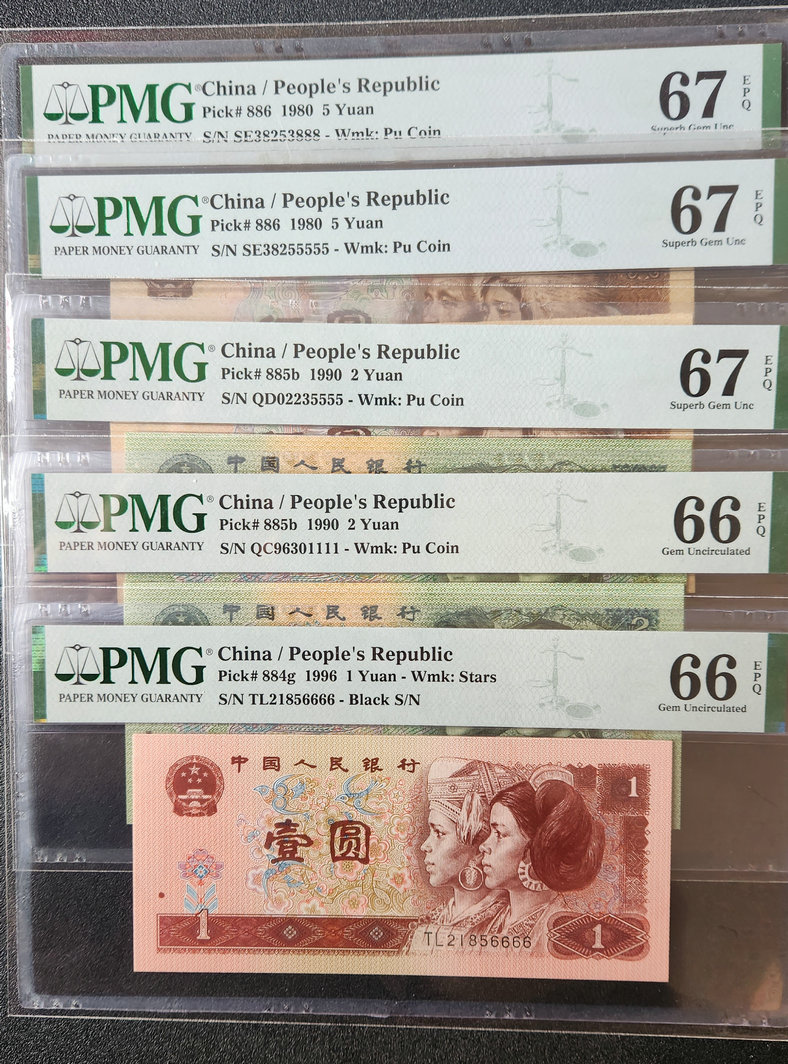 PMG® China / People's Republic 67 EPQ
Pick# 886 1980 5 Yuan
PAPER MONEY GUARANTY S/N SE38253888 - Wmk: Pu Coin Superb Gem Unc
PMG® China / People's Republic 67 EPQ
Pick# 886 1980 5 Yuan
PAPER MONEY GUARANTY S/N SE38255555 - Wmk: Pu Coin Superb Gem Unc
PMG® China / People's Republic 67 EPQ
Pick# 885b 1990 2 Yuan
PAPER MONEY GUARANTY S/N QD02235555 - Wmk: Pu Coin Superb Gem Unc
中国人民银行
PMG® China / People's Republic 66 EPQ
Pick# 885b 1990 2 Yuan
PAPER MONEY GUARANTY S/N QC96301111 - Wmk: Pu Coin Gem Uncirculated
中国人民银行 2
PMG® China / People's Republic 66 EPQ
Pick# 884g 1996 1 Yuan - Wmk: Stars
PAPER MONEY GUARANTY S/N TL21856666 - Black S/N Gem Uncirculated
中国人民银行 1
壹圆
1 TL21856666 1